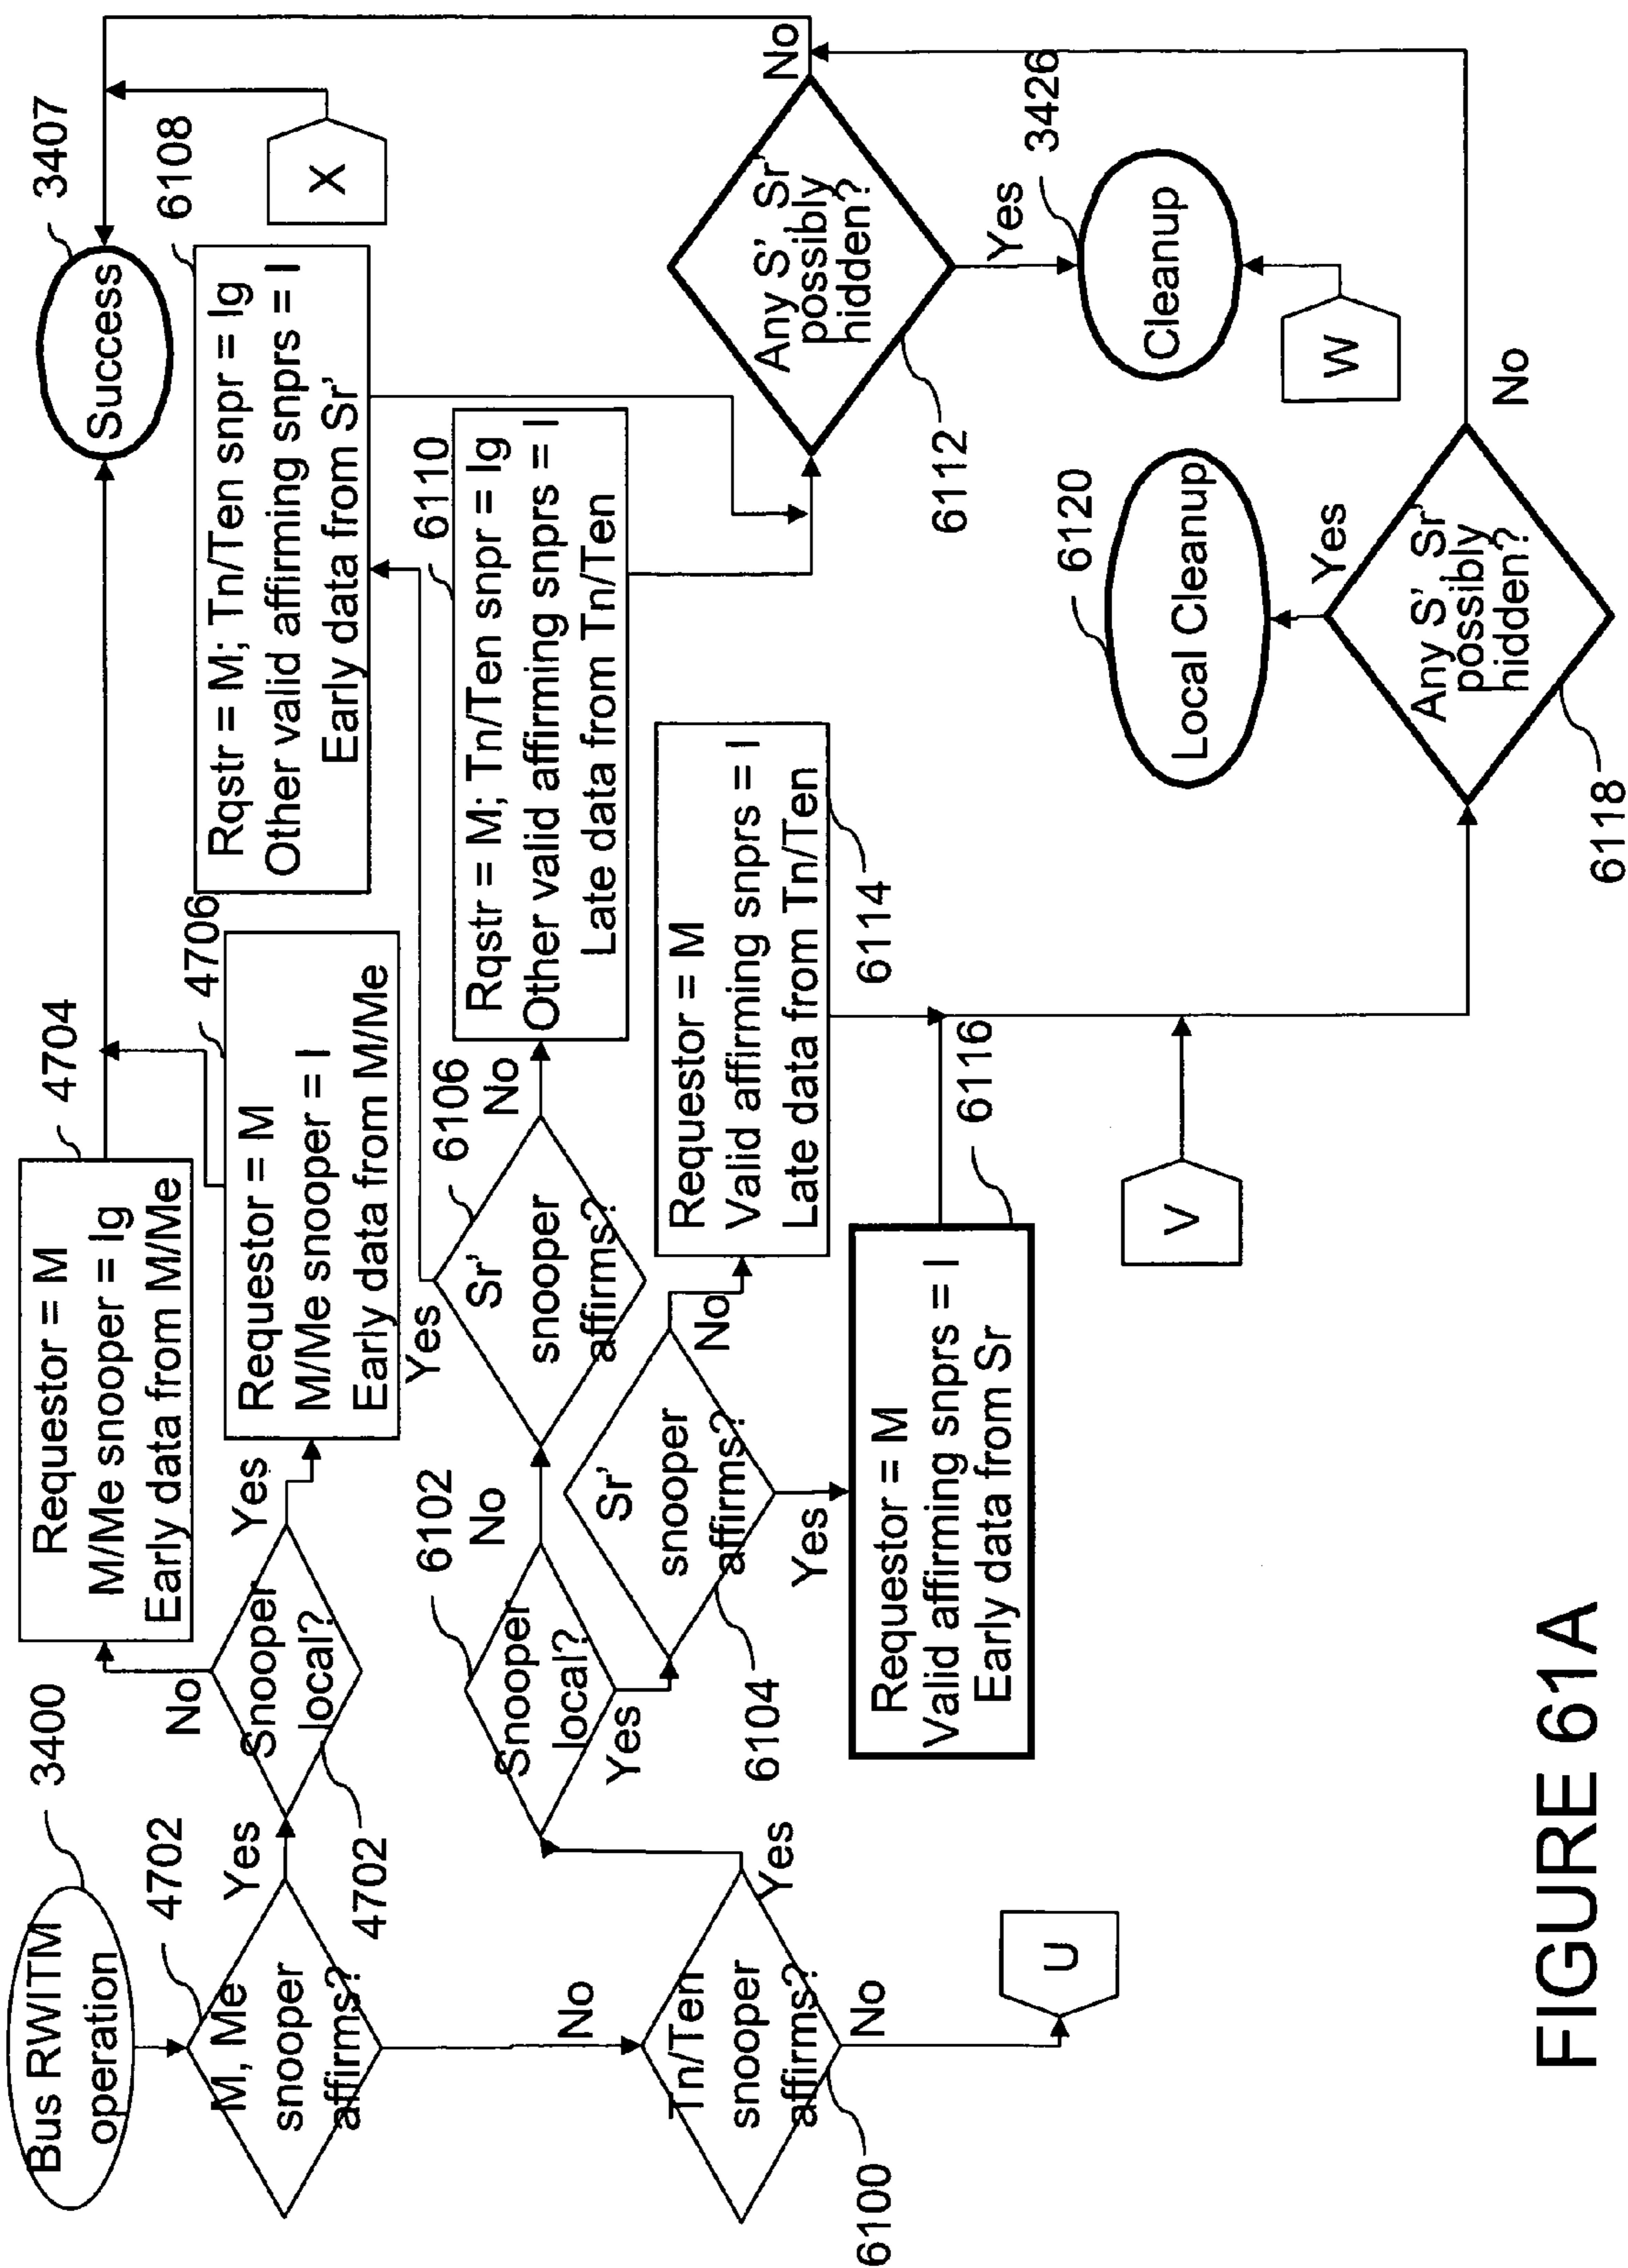 Bus RWITM
operation
3400
M, Me
snooper
affirms?
4702
Yes
No
Snooper
local?
4702
No
Yes
Requestor = M
M/Me snooper = Ig
Early data from M/Me
4704
Requestor = M
M/Me snooper = I
Early data from M/Me
4706
Success
3407
X
Tn/Ten
snooper
affirms?
6100
Yes
No
U
Snooper
local?
6102
No
Yes
Sr'
snooper
affirms?
6106
Yes
No
Sr'
snooper
affirms?
6104
No
Yes
Rqstr = M; Tn/Ten snpr = Ig
Other valid affirming snprs = I
Early data from Sr'
6108
Rqstr = M; Tn/Ten snpr = Ig
Other valid affirming snprs = I
Late data from Tn/Ten
6110
Requestor = M
Valid affirming snprs = I
Late data from Tn/Ten
6114
Requestor = M
Valid affirming snprs = I
Early data from Sr
6116
V
Any S' Sr'
possibly
hidden?
6112
No
Yes
Cleanup
3426
W
Any S' Sr'
possibly
hidden?
6118
Yes
No
Local Cleanup
6120
FIGURE 61A